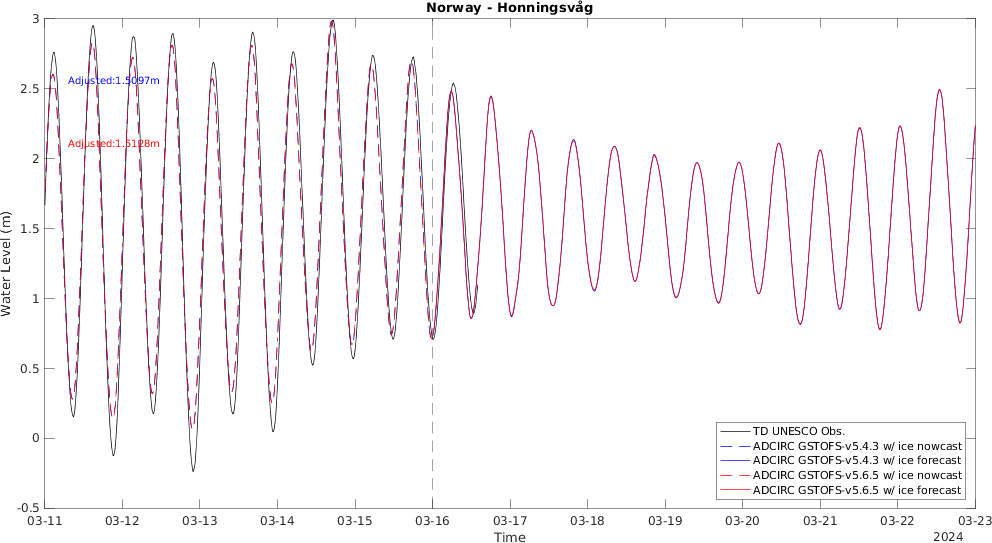 Norway - Honningsvåg
3
2.5
2
1.5
1
0.5
0
-0.5
Water Level (m)
Adjusted:1.5097m
Adjusted:1.5128m
TD UNESCO Obs.
ADCIRC GSTOFS-v5.4.3 w/ ice nowcast
ADCIRC GSTOFS-v5.4.3 w/ ice forecast
ADCIRC GSTOFS-v5.6.5 w/ ice nowcast
ADCIRC GSTOFS-v5.6.5 w/ ice forecast
03-11 03-12 03-13 03-14 03-15 03-16 03-17 03-18 03-19 03-20 03-21 03-22 03-23
Time
2024